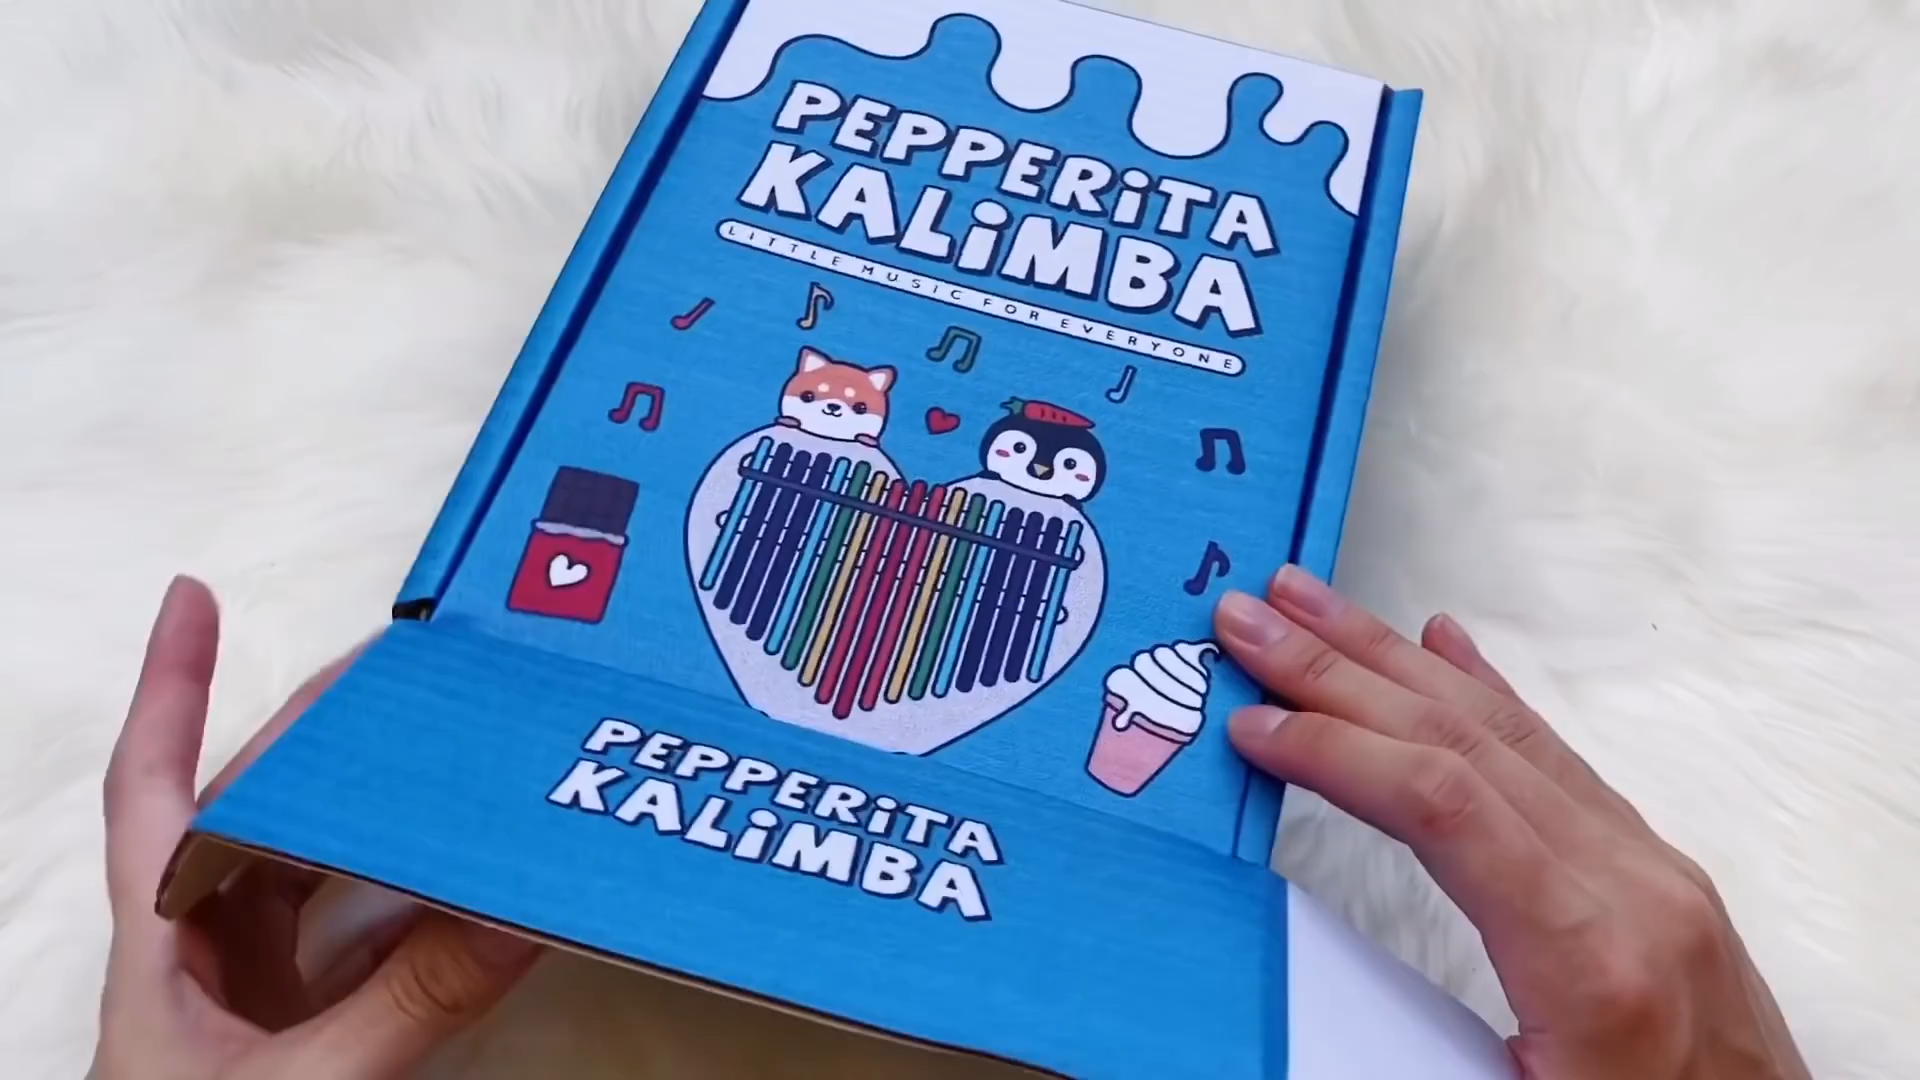 PEPPERiTA
KALiMBA
LITTLE MUSIC FOR EVERYONE
PEPPERiTA
KALiMBA